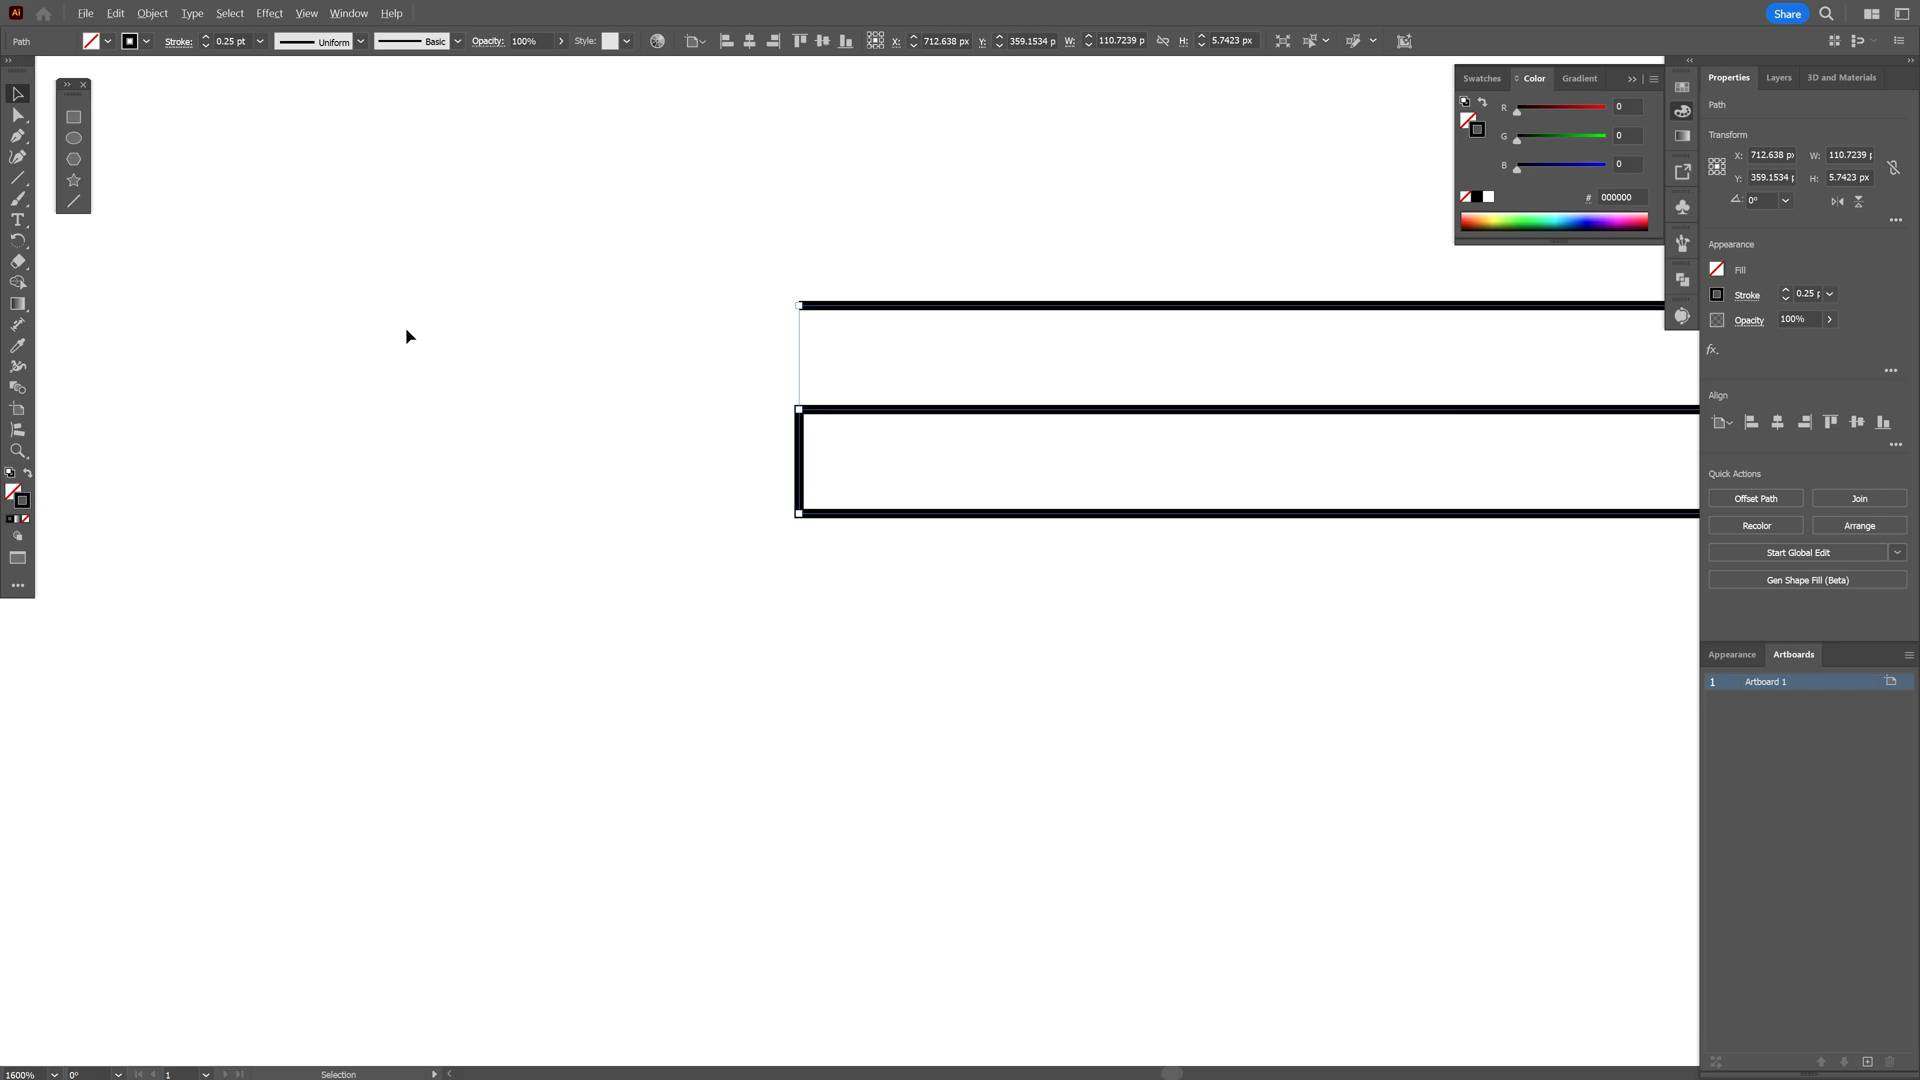 Ai File Edit Object Type Select Effect View Window Help Share
Path Stroke: 0.25 pt Uniform Basic Opacity: 100% Style: X: 712.638 px Y: 359.1534 p W: 110.7239 p H: 5.7423 px
Swatches Color Gradient
R 0
G 0
B 0
# 000000
Properties Layers 3D and Materials
Path
Transform
X: 712.638 px W: 110.7239 p
Y: 359.1534 p H: 5.7423 px
0°
Appearance
Fill
Stroke 0.25 p
Opacity 100%
fx.
Align
Quick Actions
Offset Path Join
Recolor Arrange
Start Global Edit
Gen Shape Fill (Beta)
Appearance Artboards
1 Artboard 1
1600% 0° 1 Selection